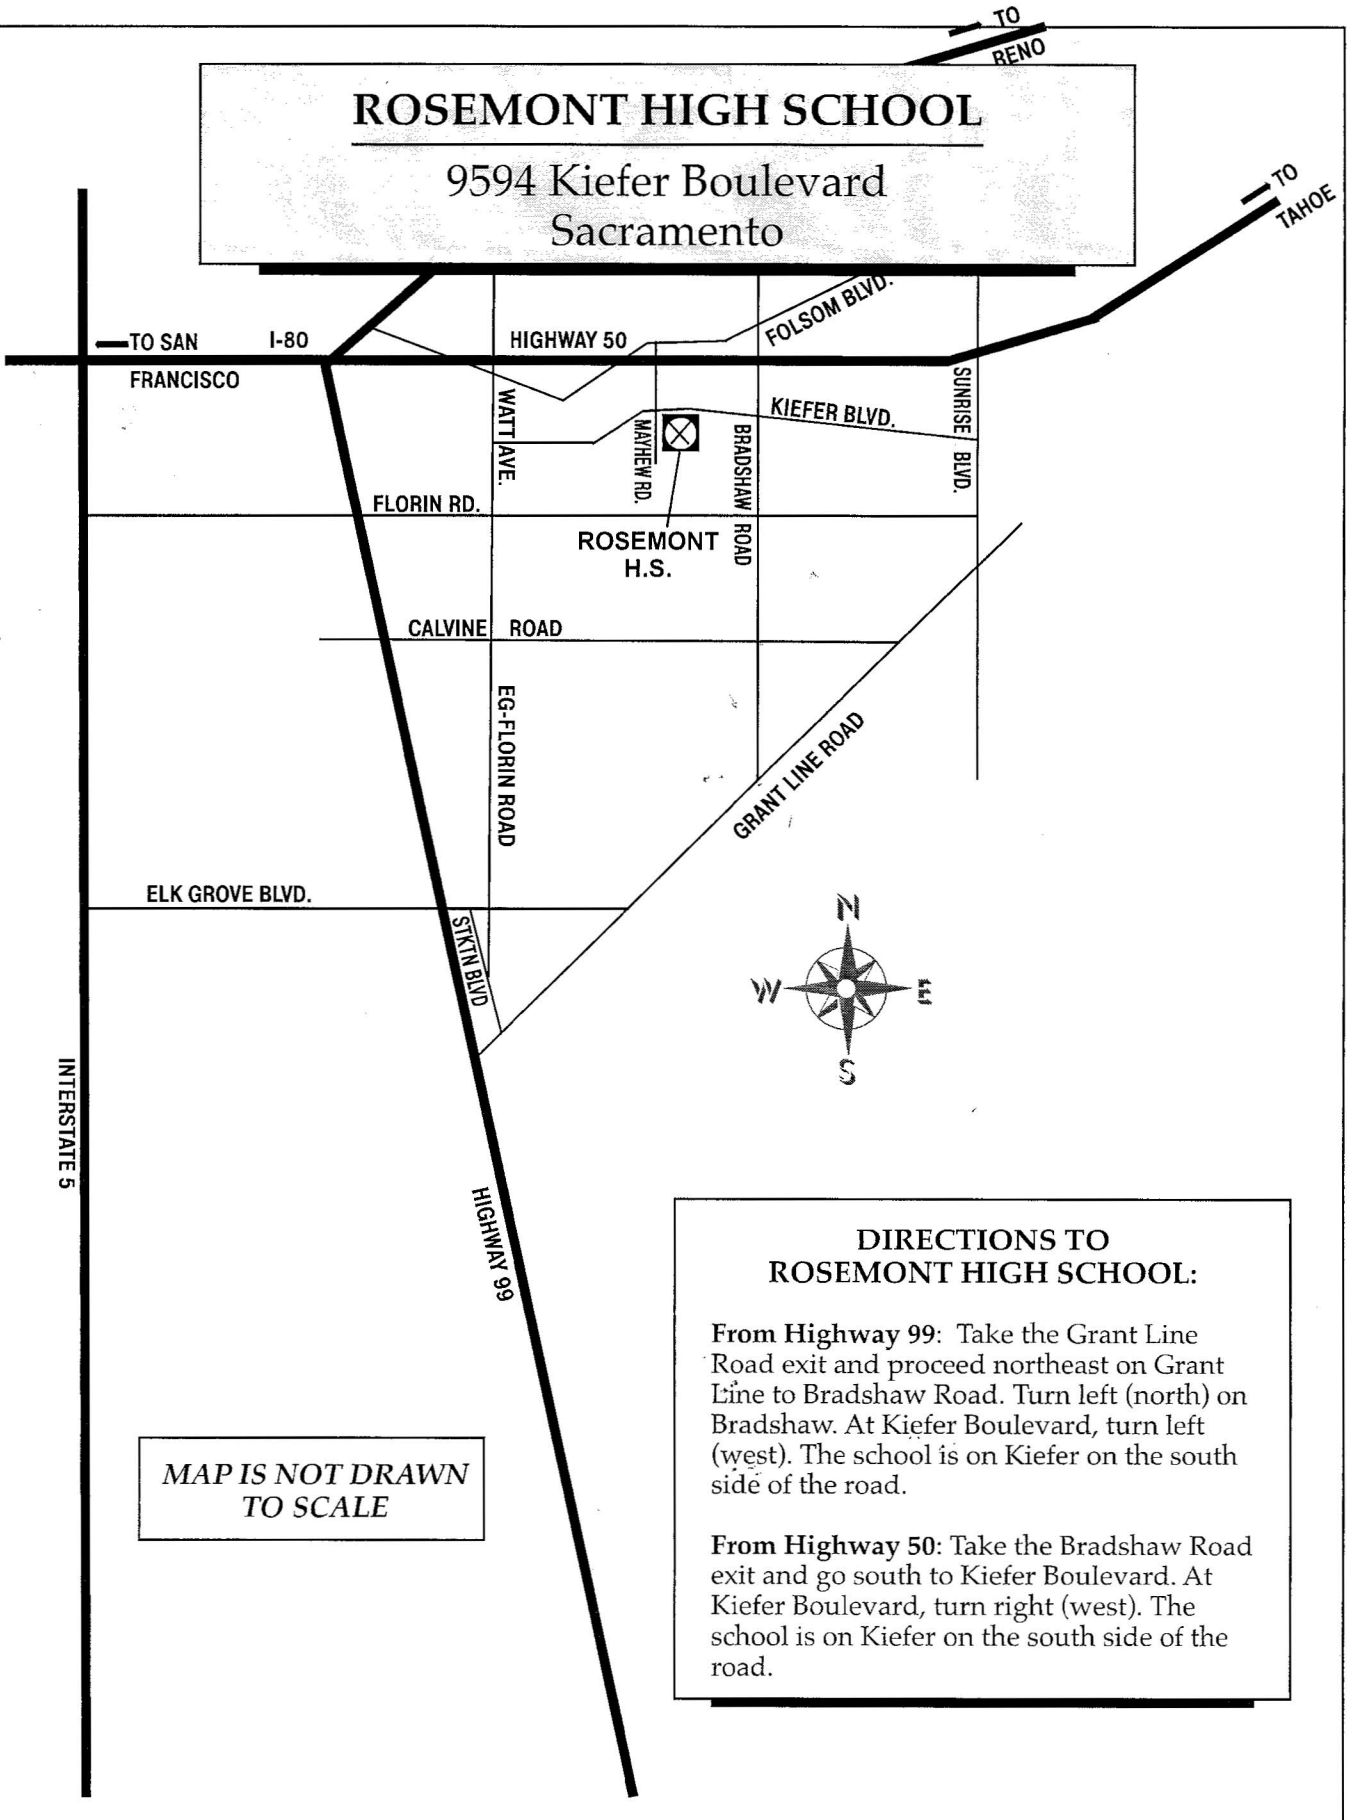 TO
RENO
ROSEMONT HIGH SCHOOL
9594 Kiefer Boulevard
Sacramento
TO
TAHOE
TO SAN
FRANCISCO
I-80
HIGHWAY 50
FOLSOM BLVD.
WATT AVE.
MAYHEW RD.
KIEFER BLVD.
BRADSHAW ROAD
SUNRISE BLVD.
FLORIN RD.
ROSEMONT
H.S.
CALVINE ROAD
EG-FLORIN ROAD
GRANT LINE ROAD
ELK GROVE BLVD.
STKTN BLVD
N
W
E
S
INTERSTATE 5
HIGHWAY 99
MAP IS NOT DRAWN
TO SCALE
DIRECTIONS TO
ROSEMONT HIGH SCHOOL:
From Highway 99: Take the Grant Line
Road exit and proceed northeast on Grant
Line to Bradshaw Road. Turn left (north) on
Bradshaw. At Kiefer Boulevard, turn left
(west). The school is on Kiefer on the south
side of the road.
From Highway 50: Take the Bradshaw Road
exit and go south to Kiefer Boulevard. At
Kiefer Boulevard, turn right (west). The
school is on Kiefer on the south side of the
road.